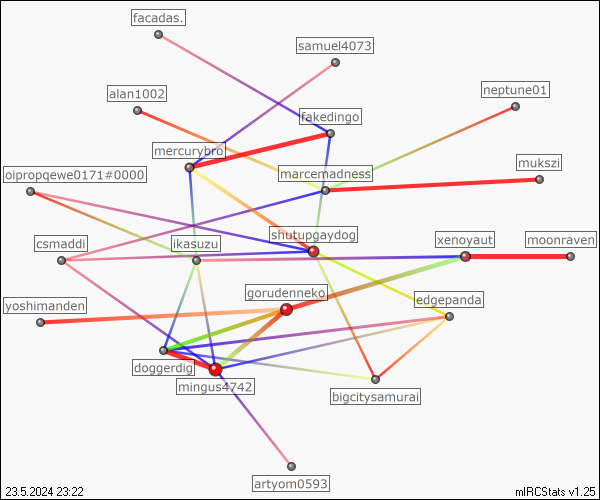 facadas.
samuel4073
neptune01
alan1002
fakedingo
mercurybro
mukszi
oipropqewe0171#0000
marcemadness
csmaddi
ikasuzu
shutupgaydog
xenoyaut
moonraven
gorudenneko
yoshimanden
edgepanda
doggerdig
mingus4742
bigcitysamurai
artyom0593
23.5.2024 23:22
mIRCStats v1.25